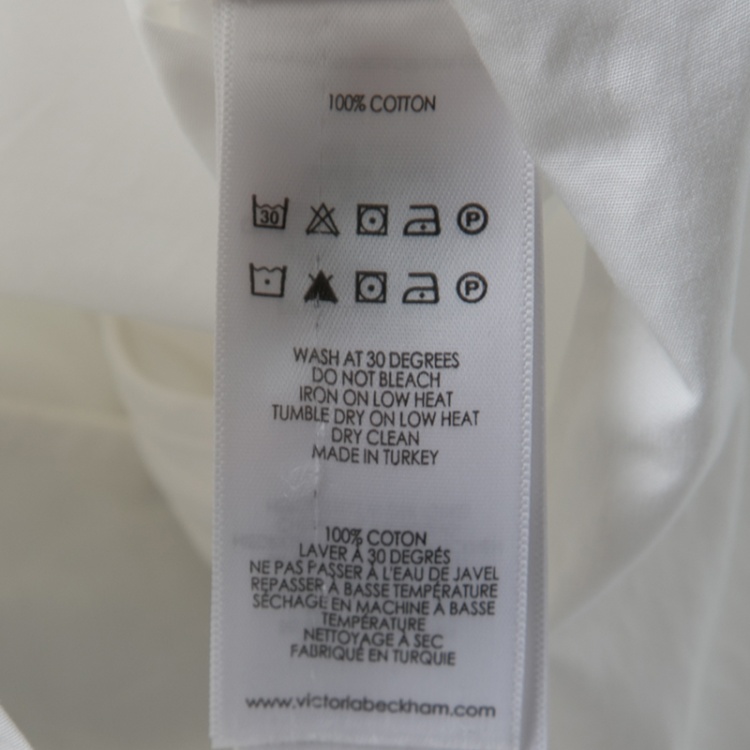 100% COTTON
30 P
P
WASH AT 30 DEGREES
DO NOT BLEACH
IRON ON LOW HEAT
TUMBLE DRY ON LOW HEAT
DRY CLEAN
MADE IN TURKEY
100% COTON
LAVER À 30 DEGRÉS
NE PAS PASSER À L'EAU DE JAVEL
REPASSER À BASSE TEMPÉRATURE
SÉCHAGE EN MACHINE À BASSE
TEMPÉRATURE
NETTOYAGE À SEC
FABRIQUÉ EN TURQUIE
www.victoriabeckham.com